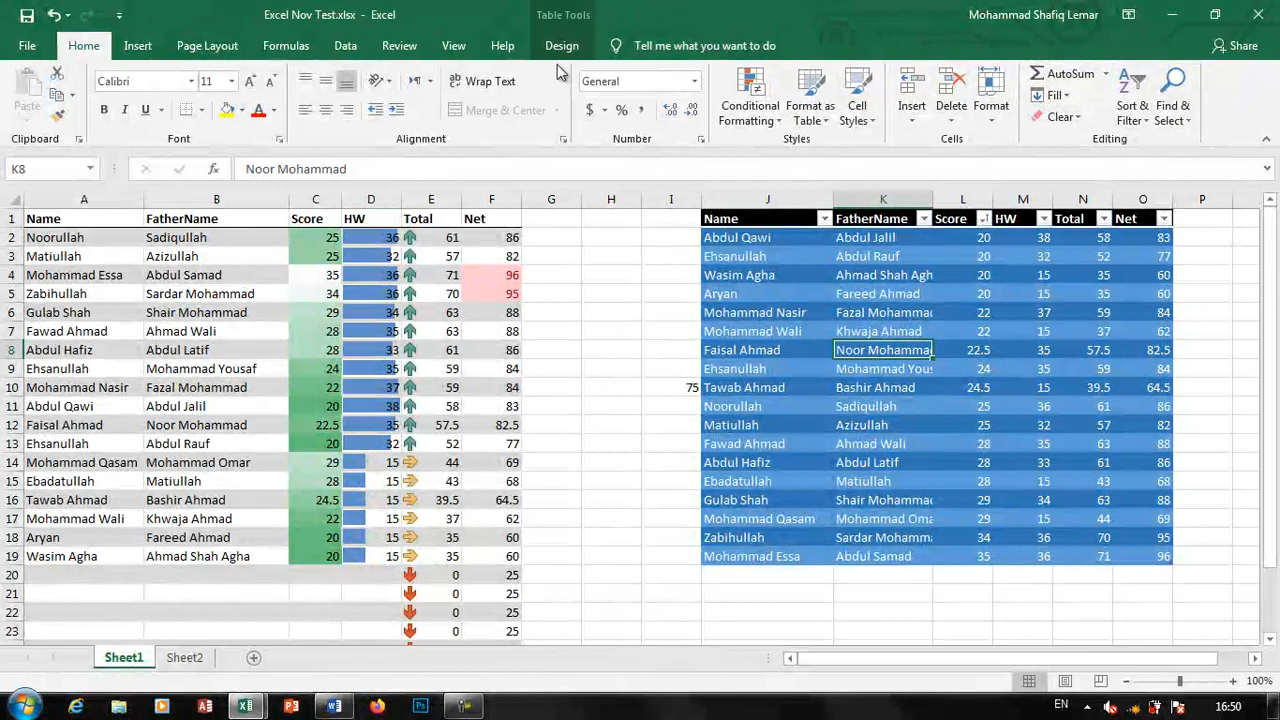 Excel Nov Test.xlsx - Excel
Table Tools
Mohammad Shafiq Lemar
File Home Insert Page Layout Formulas Data Review View Help Design Tell me what you want to do Share
Paste Calibri 11 Wrap Text General Conditional Formatting Format as Table Cell Styles Insert Delete Format AutoSum Sort & Filter Find & Select
B I U A Merge & Center $ % , Fill Clear
Clipboard Font Alignment Number Styles Cells Editing
K8 fx Noor Mohammad
A B C D E F G H I J K L M N O P
1 Name FatherName Score HW Total Net Name FatherName Score HW Total Net
2 Noorullah Sadiqullah 25 36 61 86 Abdul Qawi Abdul Jalil 20 38 58 83
3 Matiullah Azizullah 25 32 57 82 Ehsanullah Abdul Rauf 20 32 52 77
4 Mohammad Essa Abdul Samad 35 36 71 96 Wasim Agha Ahmad Shah Agh 20 15 35 60
5 Zabihullah Sardar Mohammad 34 36 70 95 Aryan Fareed Ahmad 20 15 35 60
6 Gulab Shah Shair Mohammad 29 34 63 88 Mohammad Nasir Fazal Mohammad 22 37 59 84
7 Fawad Ahmad Ahmad Wali 28 35 63 88 Mohammad Wali Khwaja Ahmad 22 15 37 62
8 Abdul Hafiz Abdul Latif 28 33 61 86 Faisal Ahmad Noor Mohammad 22.5 35 57.5 82.5
9 Ehsanullah Mohammad Yousaf 24 35 59 84 Ehsanullah Mohammad Yous 24 35 59 84
10 Mohammad Nasir Fazal Mohammad 22 37 59 84 75 Tawab Ahmad Bashir Ahmad 24.5 15 39.5 64.5
11 Abdul Qawi Abdul Jalil 20 38 58 83 Noorullah Sadiqullah 25 36 61 86
12 Faisal Ahmad Noor Mohammad 22.5 35 57.5 82.5 Matiullah Azizullah 25 32 57 82
13 Ehsanullah Abdul Rauf 20 32 52 77 Fawad Ahmad Ahmad Wali 28 35 63 88
14 Mohammad Qasam Mohammad Omar 29 15 44 69 Abdul Hafiz Abdul Latif 28 33 61 86
15 Ebadatullah Matiullah 28 15 43 68 Ebadatullah Matiullah 28 15 43 68
16 Tawab Ahmad Bashir Ahmad 24.5 15 39.5 64.5 Gulab Shah Shair Mohammad 29 34 63 88
17 Mohammad Wali Khwaja Ahmad 22 15 37 62 Mohammad Qasam Mohammad Oma 29 15 44 69
18 Aryan Fareed Ahmad 20 15 35 60 Zabihullah Sardar Mohamm 34 36 70 95
19 Wasim Agha Ahmad Shah Agha 20 15 35 60 Mohammad Essa Abdul Samad 35 36 71 96
20 0 25
21 0 25
22 0 25
23 0 25
Sheet1 Sheet2
100%
EN 16:50